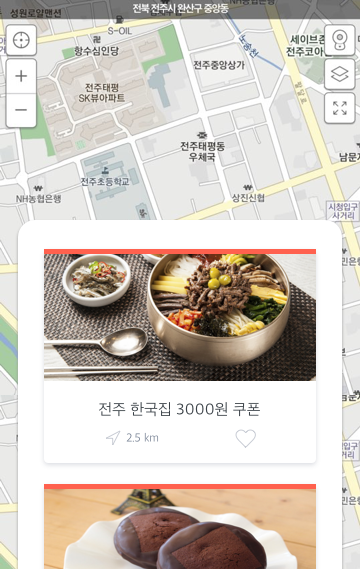 전북 전주시 완산구 중앙동
성원로알맨션
S-OIL
항수심인당
노송천
세이브존
전주코아
전주태평
SK뷰아파트
전주중앙상가
전주태평동
우체국
남문
전주초등학교
NH농협은행
상진신협
시청입구
사거리
전주 한국집 3000원 쿠폰
2.5 km
사거리